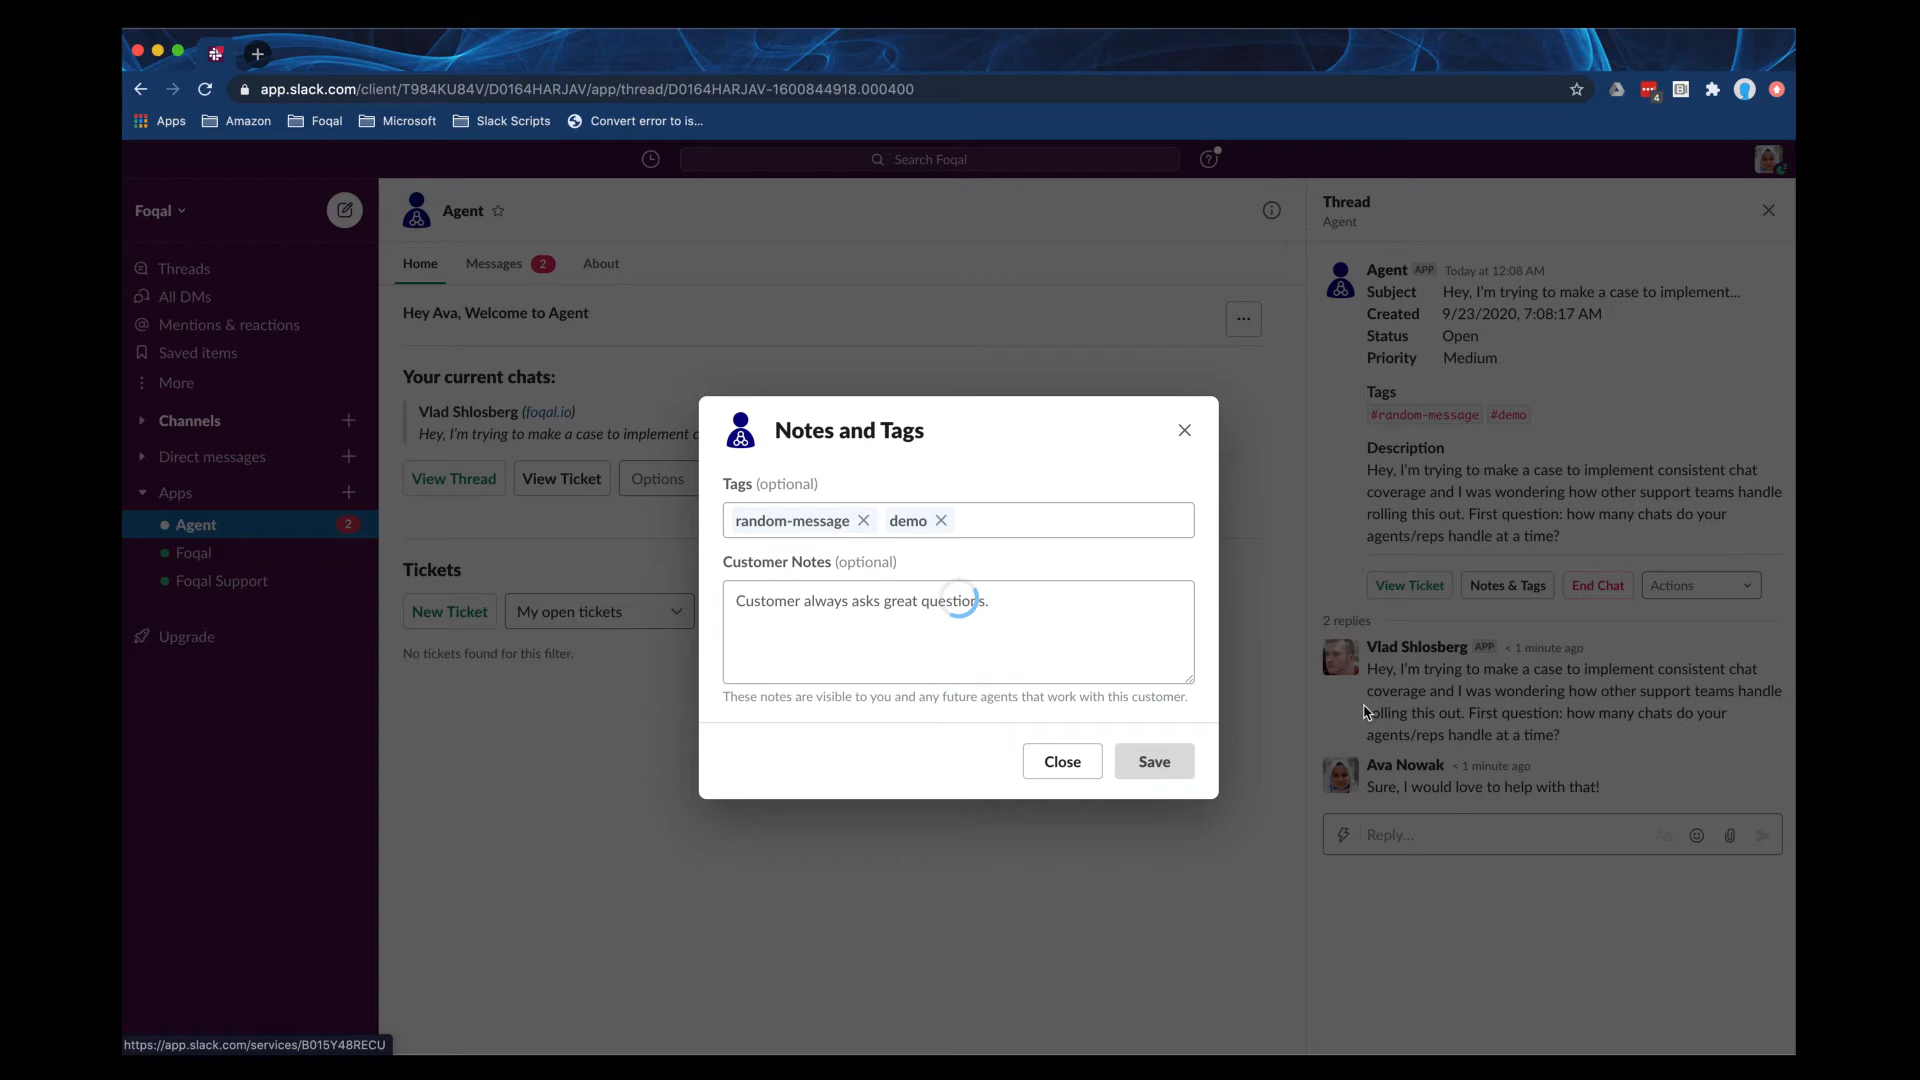 app.slack.com/client/T984KU84V/D0164HARJAV/app/thread/D0164HARJAV-1600844918.000400
4
Apps Amazon Foqal Microsoft Slack Scripts Convert error to is...
Search Foqal
Foqal
Threads
All DMs
Mentions & reactions
Saved items
More
Channels
Direct messages
Apps
Agent 2
Foqal
Foqal Support
Upgrade
https://app.slack.com/services/B015Y48RECU
Agent
Home Messages 2 About
Hey Ava, Welcome to Agent
Your current chats:
Vlad Shlosberg (foqal.io)
Hey, I'm trying to make a case to implement c
View Thread View Ticket Options
Tickets
New Ticket My open tickets
No tickets found for this filter.
Notes and Tags
Tags (optional)
random-message demo
Customer Notes (optional)
Customer always asks great questions.
These notes are visible to you and any future agents that work with this customer.
Close Save
Thread
Agent
Agent APP Today at 12:08 AM
Subject Hey, I'm trying to make a case to implement...
Created 9/23/2020, 7:08:17 AM
Status Open
Priority Medium
Tags
#random-message #demo
Description
Hey, I'm trying to make a case to implement consistent chat
coverage and I was wondering how other support teams handle
rolling this out. First question: how many chats do your
agents/reps handle at a time?
View Ticket Notes & Tags End Chat Actions
2 replies
Vlad Shlosberg APP < 1 minute ago
Hey, I'm trying to make a case to implement consistent chat
coverage and I was wondering how other support teams handle
rolling this out. First question: how many chats do your
agents/reps handle at a time?
Ava Nowak < 1 minute ago
Sure, I would love to help with that!
Reply... Aa